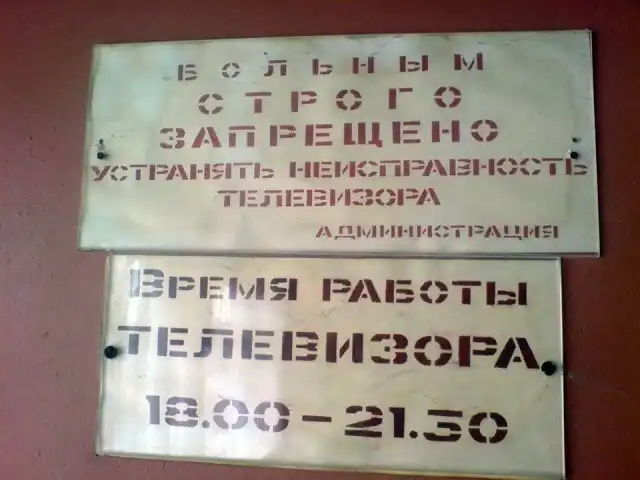 БОЛЬНЫМ
СТРОГО
ЗАПРЕЩЕНО
УСТРАНЯТЬ НЕИСПРАВНОСТЬ
ТЕЛЕВИЗОРА
АДМИНИСТРАЦИЯ
ВРЕМЯ РАБОТЫ
ТЕЛЕВИЗОРА.
18.00-21.30